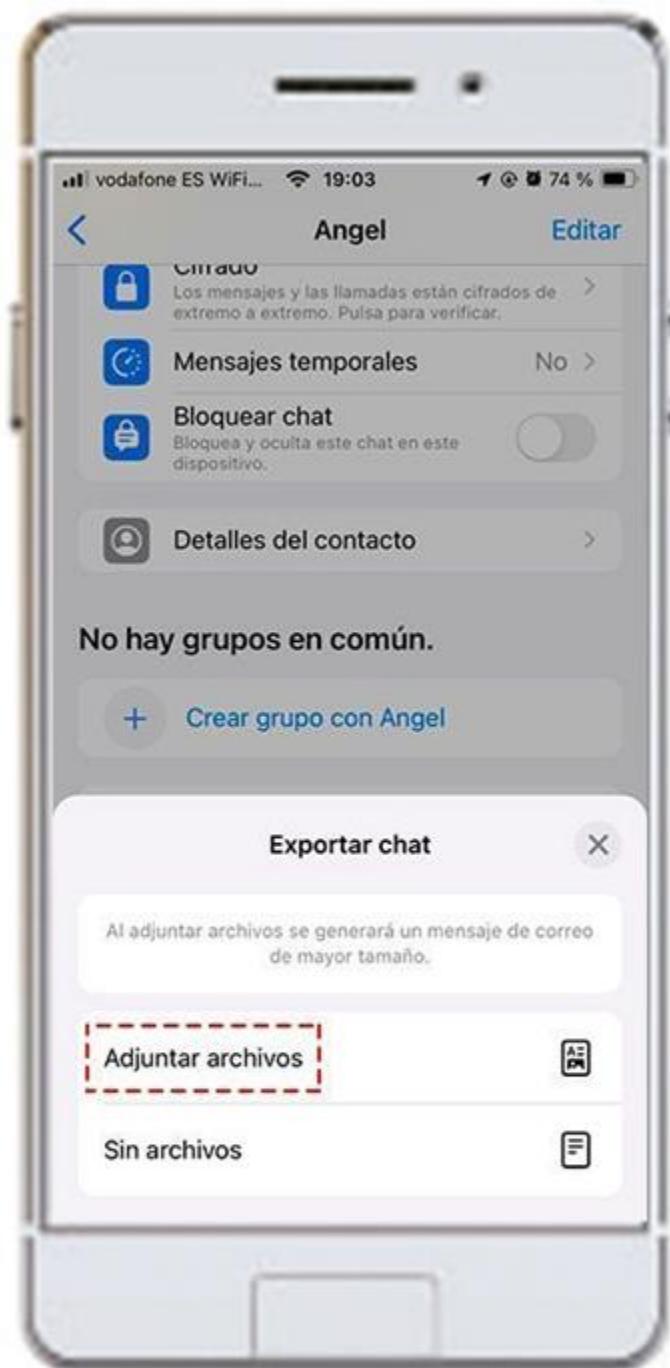 vodafone ES WiFi... 19:03 74 %
Angel
Editar
Cifrado
Los mensajes y las llamadas están cifrados de
extremo a extremo. Pulsa para verificar.
Mensajes temporales
No
Bloquear chat
Bloquea y oculta este chat en este
dispositivo.
Detalles del contacto
No hay grupos en común.
+ Crear grupo con Angel
Exportar chat
Al adjuntar archivos se generará un mensaje de correo
de mayor tamaño.
Adjuntar archivos
Sin archivos